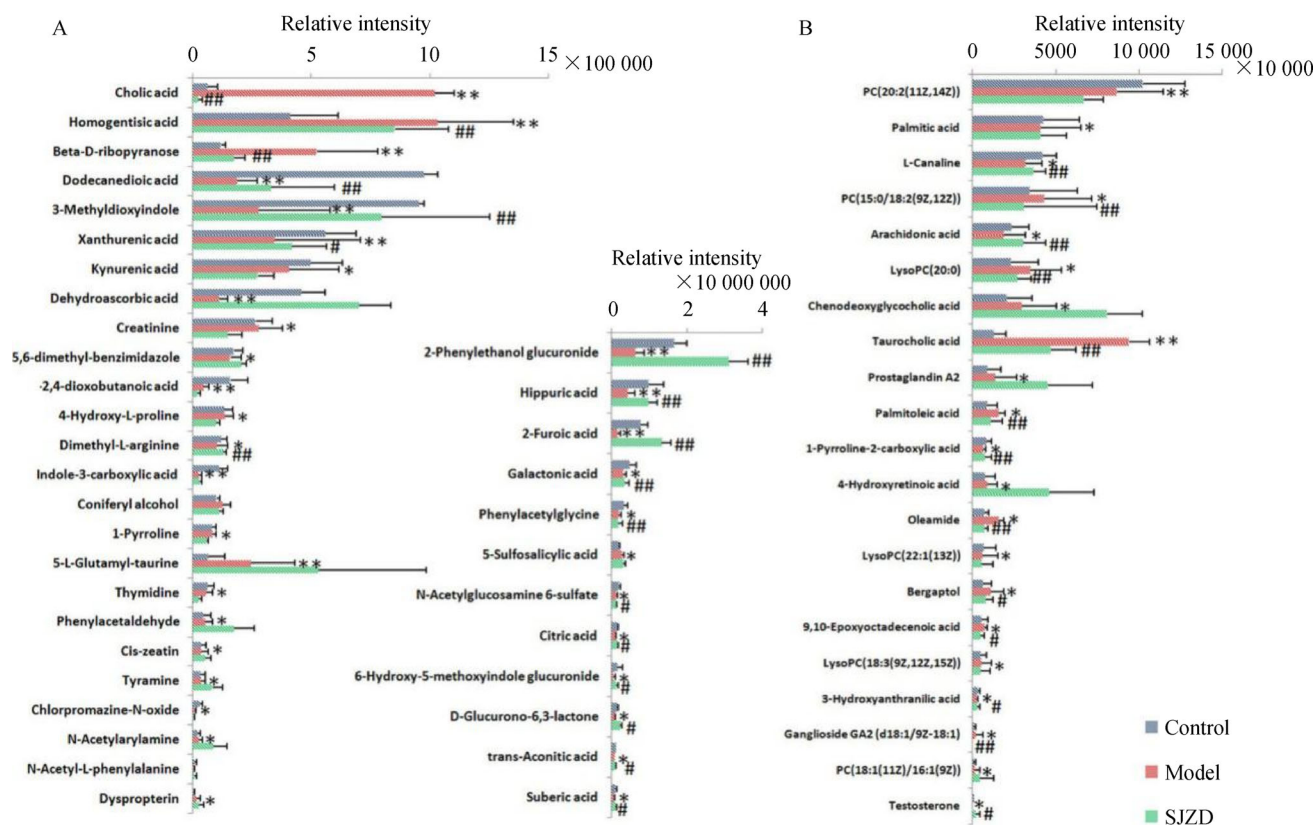 A
Relative intensity
0 5 10 15
×100 000
Cholic acid
##
**
Homogentisic acid
**
##
Beta-D-ribopyranose
##
**
Dodecanedioic acid
**
##
3-Methyldioxyindole
**
##
Xanthurenic acid
**
#
Kynurenic acid
*
Dehydroascorbic acid
**
Creatinine
*
5,6-dimethyl-benzimidazole
*
-2,4-dioxobutanoic acid
**
4-Hydroxy-L-proline
*
Dimethyl-L-arginine
*
##
Indole-3-carboxylic acid
**
Coniferyl alcohol
1-Pyrroline
*
5-L-Glutamyl-taurine
**
Thymidine
*
Phenylacetaldehyde
*
Cis-zeatin
*
Tyramine
*
Chlorpromazine-N-oxide
*
N-Acetylarylamine
*
N-Acetyl-L-phenylalanine
Dyspropterin
*
Relative intensity
×10 000 000
0 2 4
2-Phenylethanol glucuronide
**
##
Hippuric acid
**
##
2-Furoic acid
**
##
Galactonic acid
*
##
Phenylacetylglycine
*
##
5-Sulfosalicylic acid
*
N-Acetylglucosamine 6-sulfate
*
#
Citric acid
*
#
6-Hydroxy-5-methoxyindole glucuronide
*
#
D-Glucurono-6,3-lactone
*
#
trans-Aconitic acid
*
#
Suberic acid
*
#
B
Relative intensity
0 5000 10 000 15 000
×10 000
PC(20:2(11Z,14Z))
**
Palmitic acid
*
L-Canaline
*
##
PC(15:0/18:2(9Z,12Z))
*
##
Arachidonic acid
*
##
LysoPC(20:0)
*
##
Chenodeoxyglycocholic acid
*
Taurocholic acid
**
##
Prostaglandin A2
*
Palmitoleic acid
*
##
1-Pyrroline-2-carboxylic acid
*
##
4-Hydroxyretinoic acid
*
Oleamide
*
##
LysoPC(22:1(13Z))
*
Bergaptol
*
#
9,10-Epoxyoctadecenoic acid
*
#
LysoPC(18:3(9Z,12Z,15Z))
*
3-Hydroxyanthranilic acid
*
#
Ganglioside GA2 (d18:1/9Z-18:1)
*
##
PC(18:1(11Z)/16:1(9Z))
*
Testosterone
*
#
Control
Model
SJZD